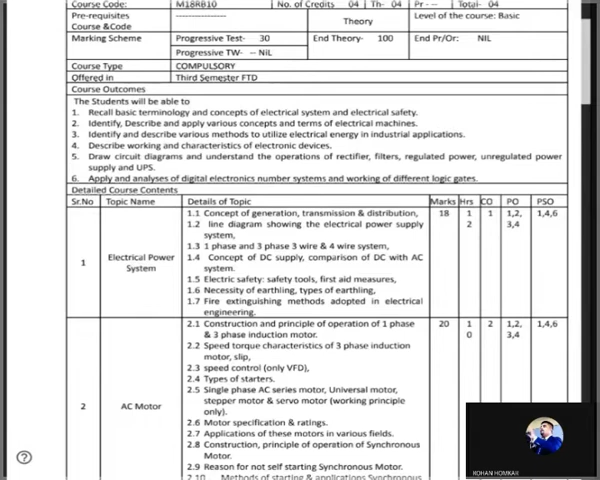 Course Code: M18RB10 No. of Credits 04 Th- 04 Pr - -- Total- 04
Pre-requisites Course &Code ---------------- Theory Level of the course: Basic
Marking Scheme Progressive Test- 30 End Theory- 100 End Pr/Or: NIL
Progressive TW- -- NiL
Course Type COMPULSORY
Offered in Third Semester FTD
Course Outcomes
The Students will be able to
1. Recall basic terminology and concepts of electrical system and electrical safety.
2. Identify, Describe and apply various concepts and terms of electrical machines.
3. Identify and describe various methods to utilize electrical energy in industrial applications.
4. Describe working and characteristics of electronic devices.
5. Draw circuit diagrams and understand the operations of rectifier, filters, regulated power, unregulated power
supply and UPS.
6. Apply and analyses of digital electronics number systems and working of different logic gates.
Detailed Course Contents
Sr.No Topic Name Details of Topic Marks Hrs CO PO PSO
1 Electrical Power System 18 12 1 1,2, 3,4 1,4,6
1.1 Concept of generation, transmission & distribution,
1.2 line diagram showing the electrical power supply
system,
1.3 1 phase and 3 phase 3 wire & 4 wire system,
1.4 Concept of DC supply, comparison of DC with AC
system.
1.5 Electric safety: safety tools, first aid measures,
1.6 Necessity of earthling, types of earthling,
1.7 Fire extinguishing methods adopted in electrical
engineering.
2 AC Motor 20 10 2 1,2, 3,4 1,4,6
2.1 Construction and principle of operation of 1 phase
& 3 phase induction motor.
2.2 Speed torque characteristics of 3 phase induction
motor, slip,
2.3 speed control (only VFD),
2.4 Types of starters.
2.5 Single phase AC series motor, Universal motor,
stepper motor & servo motor (working principle
only).
2.6 Motor specification & ratings.
2.7 Applications of these motors in various fields.
2.8 Construction, principle of operation of Synchronous
Motor.
2.9 Reason for not self starting Synchronous Motor.
2.10 Methods of starting & applications Synchronous
ROHAN HOMKAR